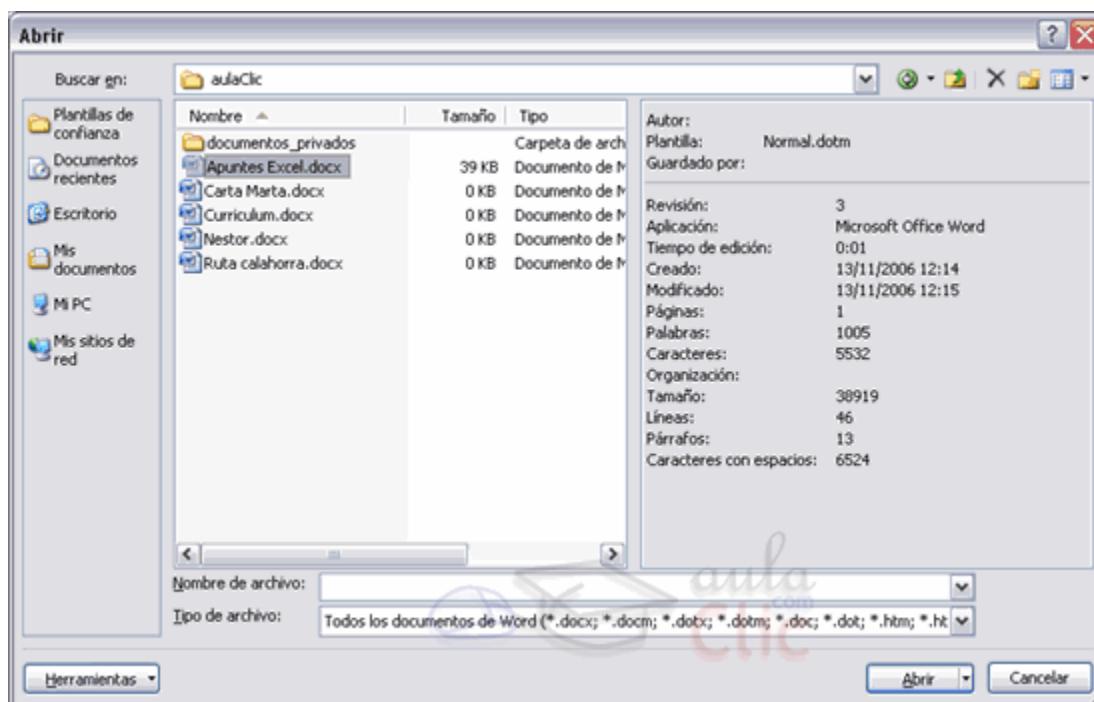 Abrir
Buscar en:
aulaClic
Plantillas de
confianza
Documentos
recientes
Escritorio
Mis
documentos
Mi PC
Mis sitios de
red
Nombre Tamaño Tipo
documentos_privados Carpeta de arch
Apuntes Excel.docx 39 KB Documento de M
Carta Marta.docx 0 KB Documento de M
Curriculum.docx 0 KB Documento de M
Nestor.docx 0 KB Documento de M
Ruta calahorra.docx 0 KB Documento de M
Autor:
Plantilla: Normal.dotm
Guardado por:
Revisión: 3
Aplicación: Microsoft Office Word
Tiempo de edición: 0:01
Creado: 13/11/2006 12:14
Modificado: 13/11/2006 12:15
Páginas: 1
Palabras: 1005
Caracteres: 5532
Organización:
Tamaño: 38919
Líneas: 46
Párrafos: 13
Caracteres con espacios: 6524
Nombre de archivo:
Tipo de archivo: Todos los documentos de Word (*.docx; *.docm; *.dotx; *.dotm; *.doc; *.dot; *.htm; *.ht
aula
.com
Clic
Herramientas Abrir Cancelar